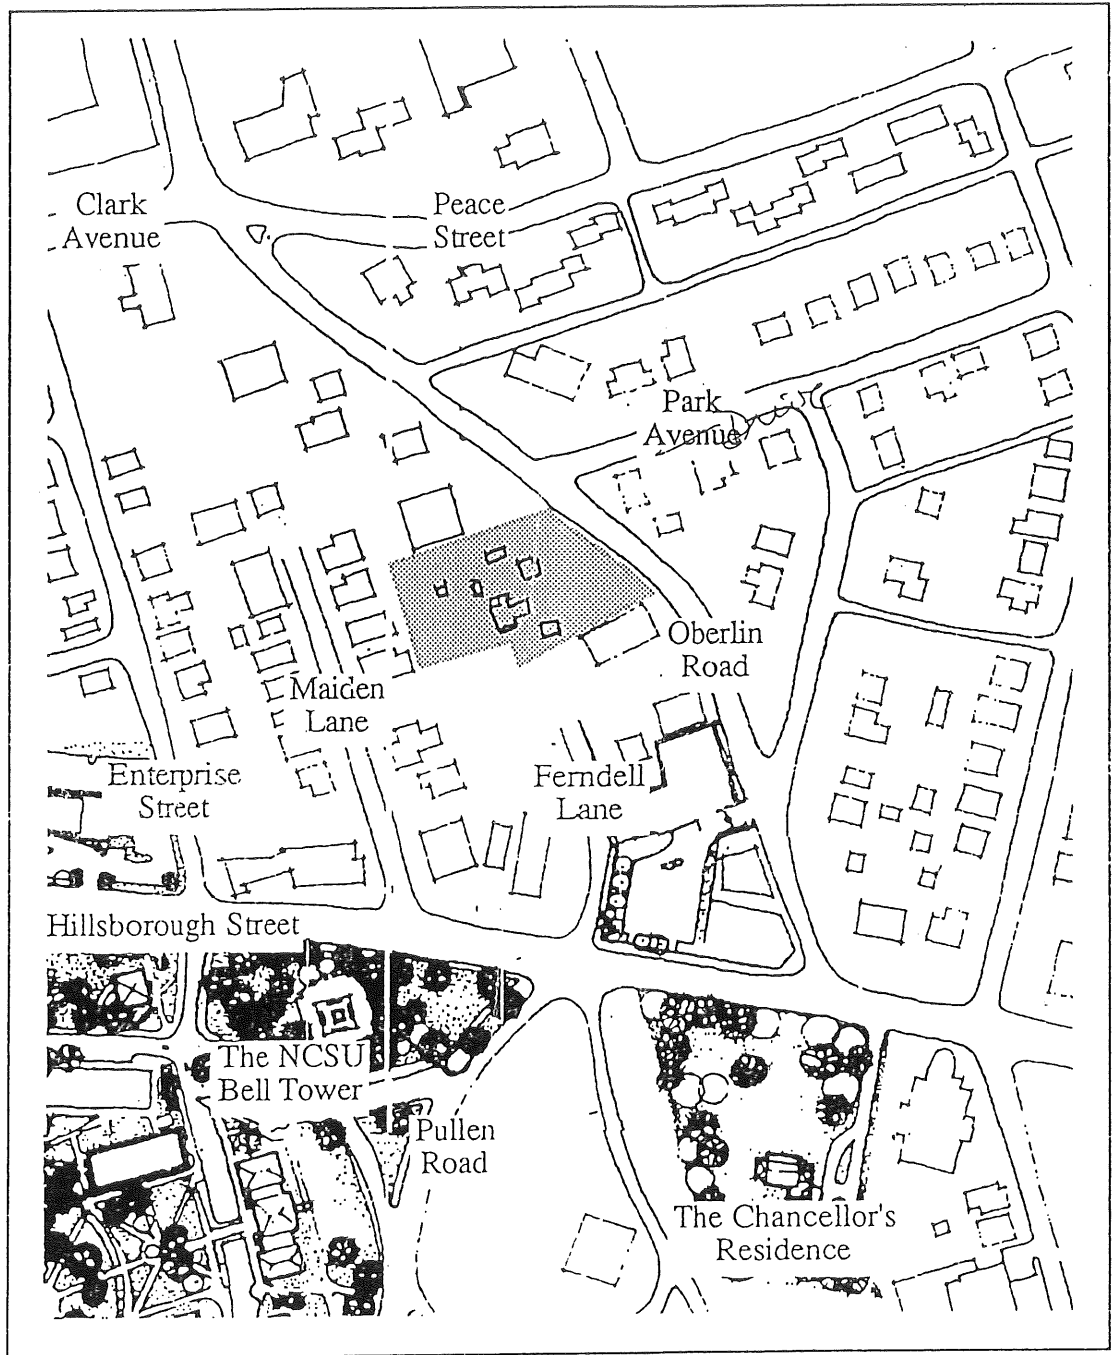 Clark
Avenue
Peace
Street
Park
Avenue
Oberlin
Road
Maiden
Lane
Enterprise
Street
Ferndell
Lane
Hillsborough Street
The NCSU
Bell Tower
Pullen
Road
The Chancellor's
Residence